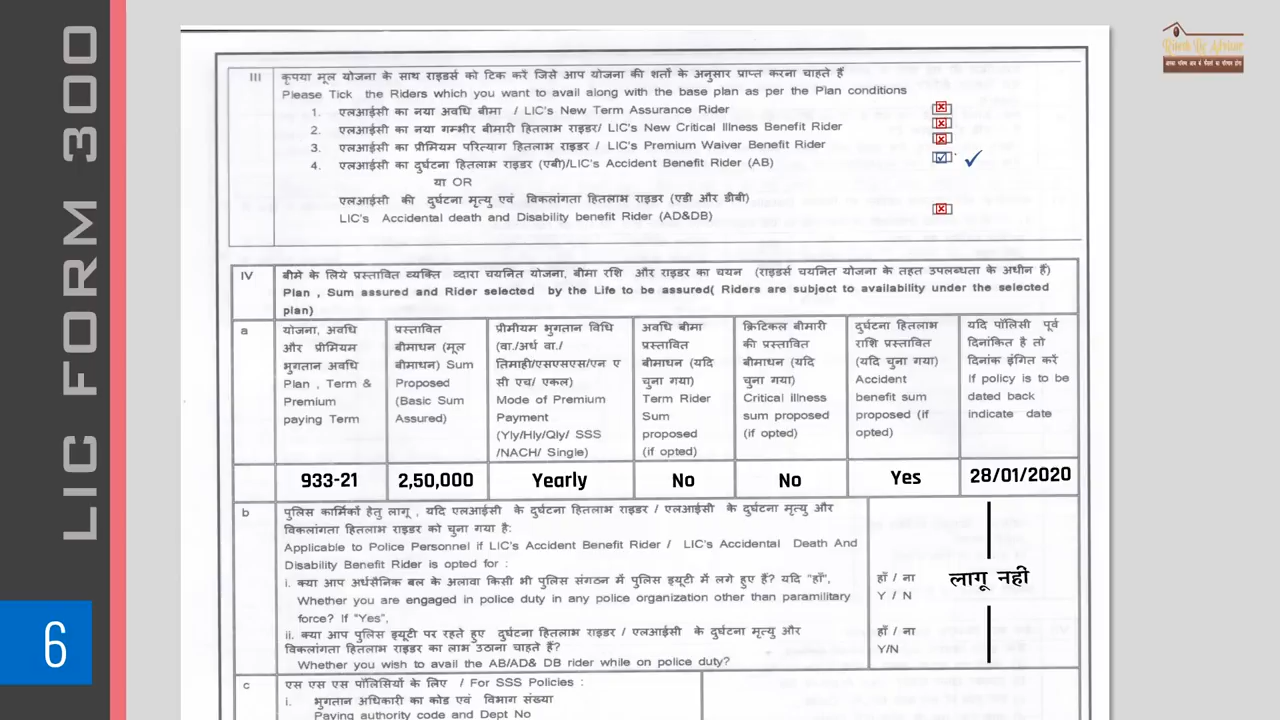 LIC FORM 300
6
III
कृपया मूल योजना के साथ राइडर्स को टिक करें जिसे आप योजना की शर्तों के अनुसार प्राप्त करना चाहते हैं
Please Tick the Riders which you want to avail along with the base plan as per the Plan conditions
1. एलआईसी का नया अवधि बीमा / LIC's New Term Assurance Rider
2. एलआईसी का नया गम्भीर बीमारी हितलाभ राइडर/ LIC's New Critical Illness Benefit Rider
3. एलआईसी का प्रीमियम परित्याग हितलाभ राइडर / LIC's Premium Waiver Benefit Rider
4. एलआईसी का दुर्घटना हितलाभ राइडर (एबी)/LIC's Accident Benefit Rider (AB)
या OR
एलआईसी की दुर्घटना मृत्यु एवं विकलांगता हितलाभ राइडर (एडी और डीबी)
LIC's Accidental death and Disability benefit Rider (AD&DB)
IV
बीमे के लिये प्रस्तावित व्यक्ति व्दारा चयनित योजना, बीमा राशि और राइडर का चयन (राइडर्स चयनित योजना के तहत उपलब्धता के अधीन हैं)
Plan , Sum assured and Rider selected by the Life to be assured( Riders are subject to availability under the selected
plan)
a
योजना, अवधि
और प्रीमियम
भुगतान अवधि
Plan , Term &
Premium
paying Term
प्रस्तावित
बीमाधन (मूल
बीमाधन) Sum
Proposed
(Basic Sum
Assured)
प्रीमीयम भुगतान विधि
(वा./अर्ध वा./
तिमाही/एसएसएस/एन ए
सी एच/ एकल)
Mode of Premium
Payment
(Yly/Hly/Qly/ SSS
/NACH/ Single)
अवधि बीमा
प्रस्तावित
बीमाधन (यदि
चुना गया)
Term Rider
Sum
proposed
(if opted)
क्रिटिकल बीमारी
की प्रस्तावित
बीमाधन (यदि
चुना गया)
Critical illness
sum proposed
(if opted)
दुर्घटना हितलाभ
राशि प्रस्तावित
(यदि चुना गया)
Accident
benefit sum
proposed (if
opted)
यदि पॉलिसी पूर्व
दिनांकित है तो
दिनांक इंगित करें
If policy is to be
dated back
indicate date
933-21
2,50,000
Yearly
No
No
Yes
28/01/2020
b
पुलिस कार्मिकों हेतु लागू , यदि एलआईसी के दुर्घटना हितलाभ राइडर / एलआईसी के दुर्घटना मृत्यु और
विकलांगता हितलाभ राइडर को चुना गया है:
Applicable to Police Personnel if LIC's Accident Benefit Rider / LIC's Accidental Death And
Disability Benefit Rider is opted for :
i. क्या आप अर्धसैनिक बल के अलावा किसी भी पुलिस संगठन में पुलिस ड्यूटी में लगे हुए हैं? यदि "हाँ",
Whether you are engaged in police duty in any police organization other than paramilitary
force? If "Yes",
हाँ / ना
Y / N
लागू नही
ii. क्या आप पुलिस ड्यूटी पर रहते हुए दुर्घटना हितलाभ राइडर / एलआईसी के दुर्घटना मृत्यु और
विकलांगता हितलाभ राइडर का लाभ उठाना चाहते हैं?
Whether you wish to avail the AB/AD& DB rider while on police duty?
हाँ / ना
Y/N
c
एस एस एस पॉलिसियों के लिए / For SSS Policies :
i. भुगतान अधिकारी का कोड एवं विभाग संख्या
Paying authority code and Dept No